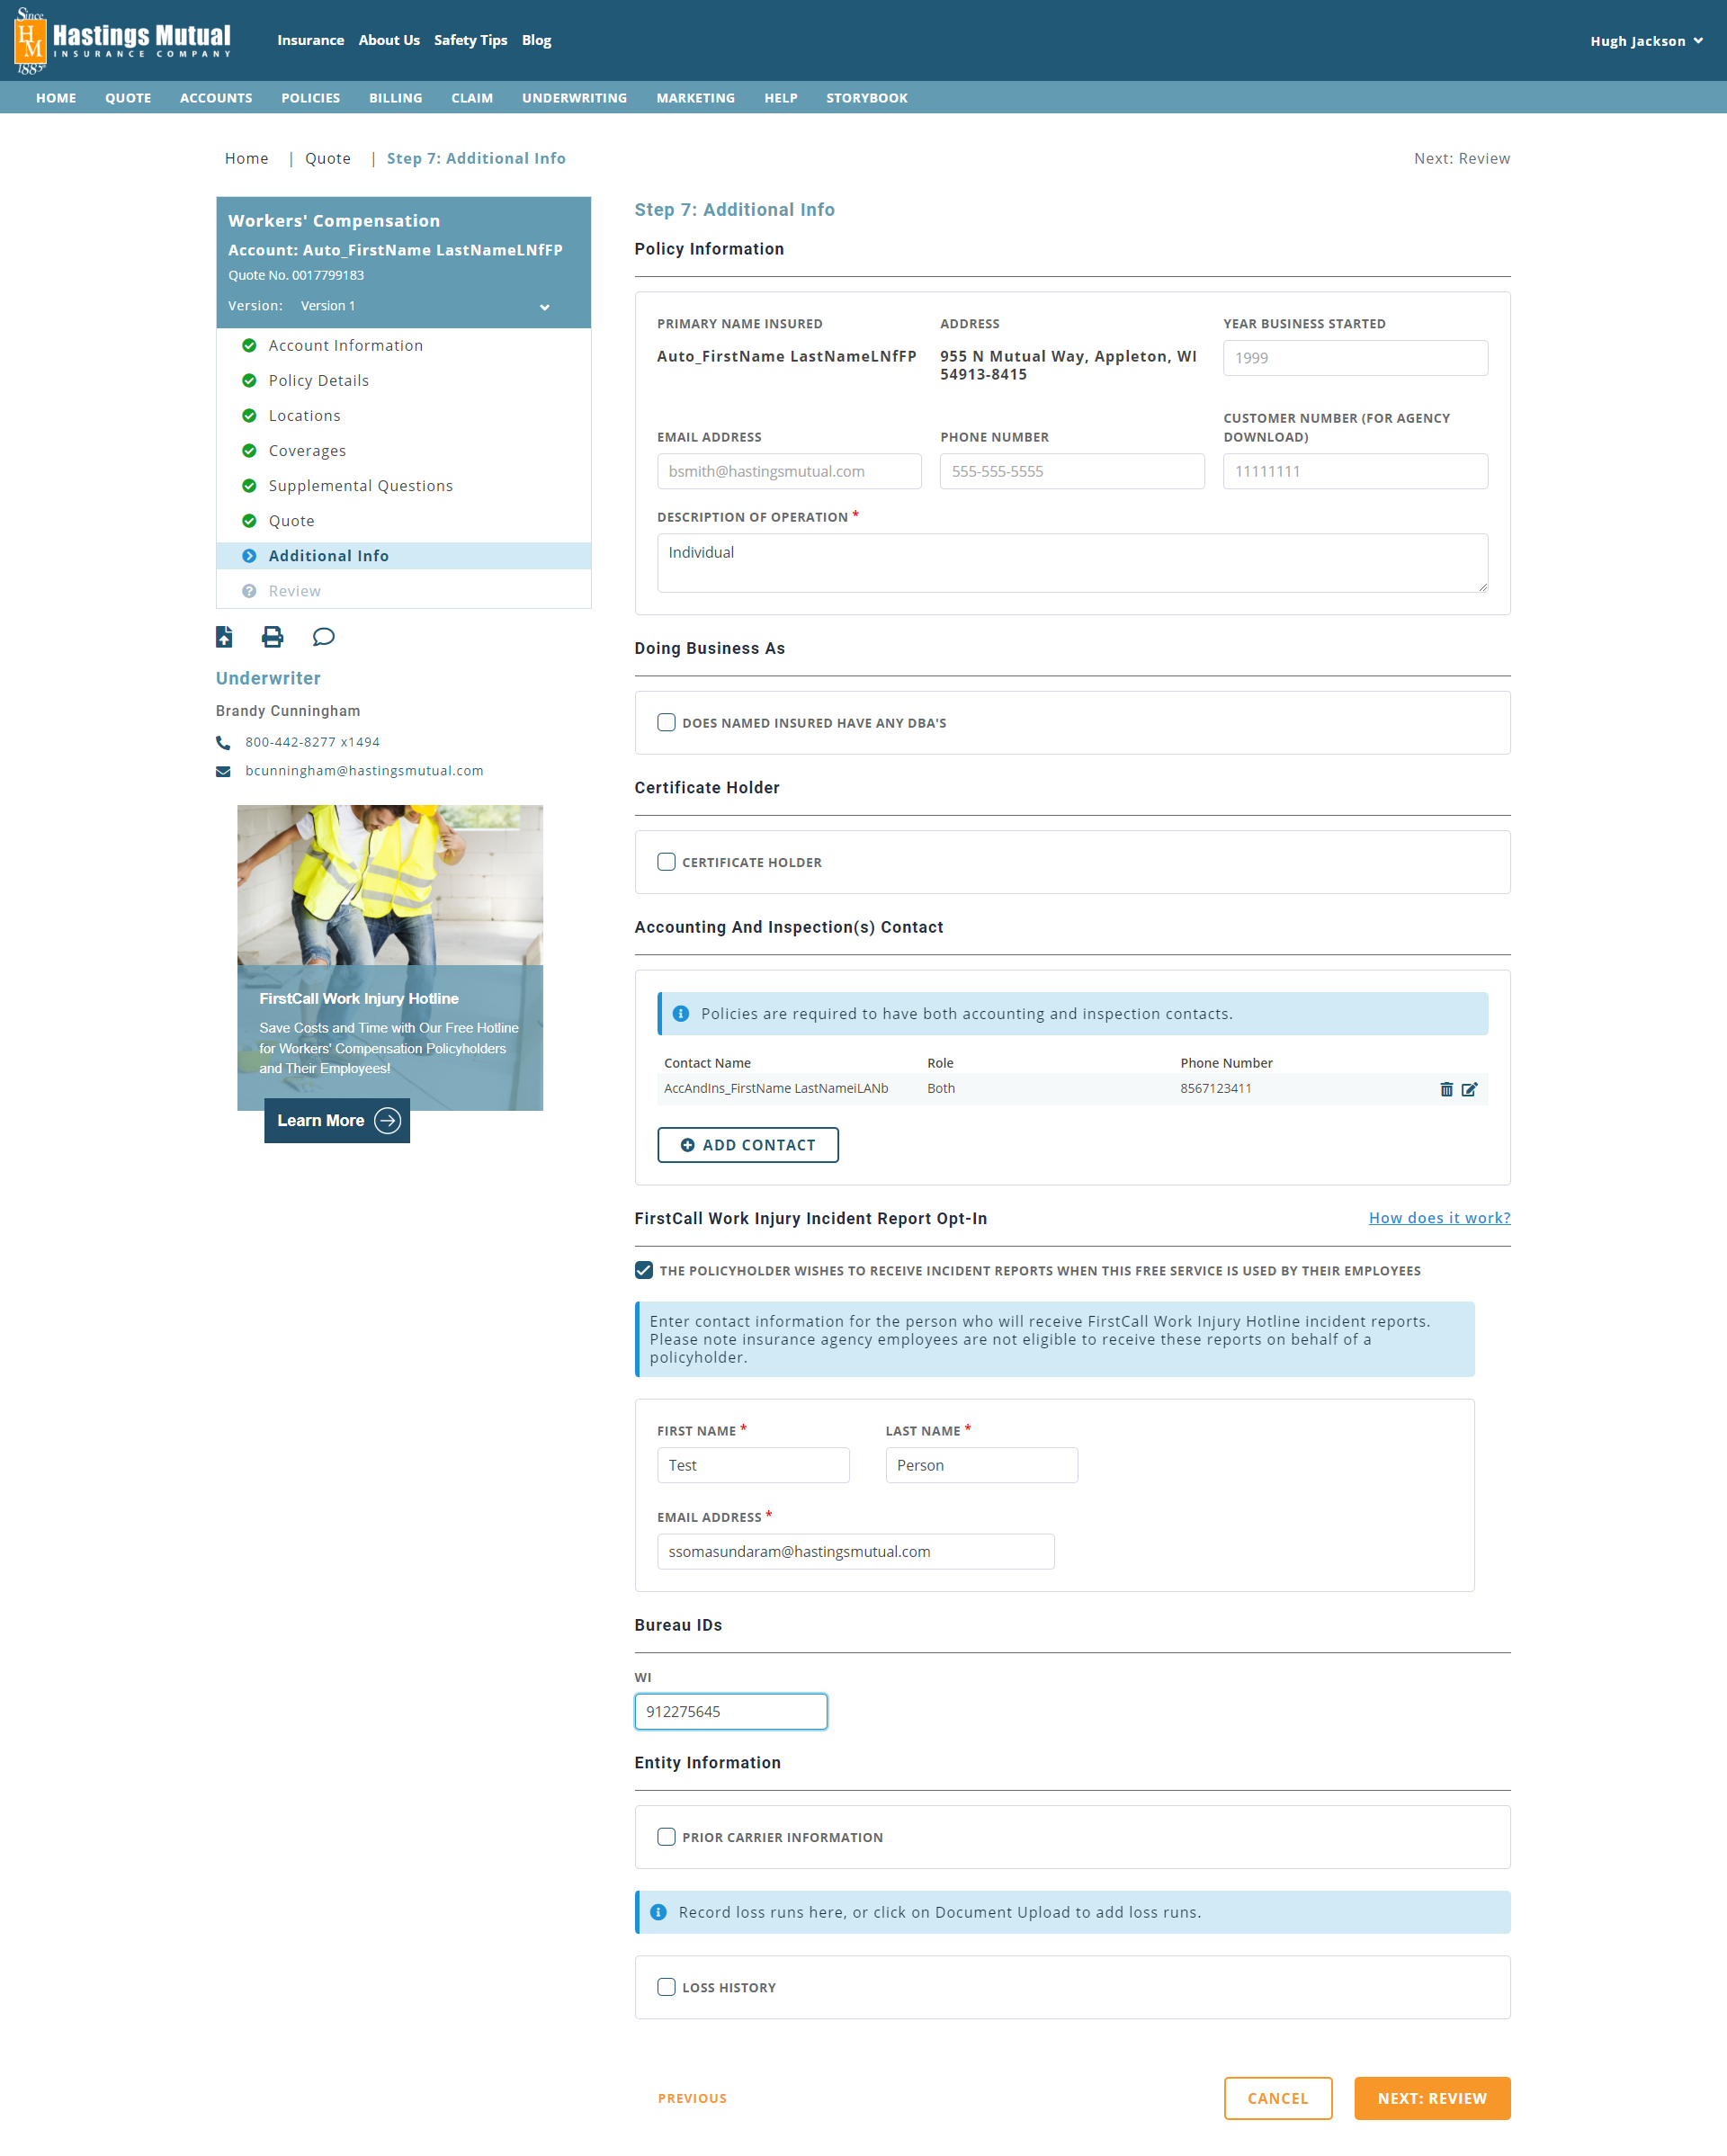 Since
HM
1885
Hastings Mutual
INSURANCE COMPANY
Insurance About Us Safety Tips Blog
Hugh Jackson
HOME QUOTE ACCOUNTS POLICIES BILLING CLAIM UNDERWRITING MARKETING HELP STORYBOOK
Home | Quote | Step 7: Additional Info
Next: Review
Workers' Compensation
Account: Auto_FirstName LastNameLNfFP
Quote No. 0017799183
Version: Version 1
Account Information
Policy Details
Locations
Coverages
Supplemental Questions
Quote
Additional Info
Review
Underwriter
Brandy Cunningham
800-442-8277 x1494
bcunningham@hastingsmutual.com
FirstCall Work Injury Hotline
Save Costs and Time with Our Free Hotline
for Workers' Compensation Policyholders
and Their Employees!
Learn More
Step 7: Additional Info
Policy Information
PRIMARY NAME INSURED
Auto_FirstName LastNameLNfFP
ADDRESS
955 N Mutual Way, Appleton, WI
54913-8415
YEAR BUSINESS STARTED
1999
EMAIL ADDRESS
bsmith@hastingsmutual.com
PHONE NUMBER
555-555-5555
CUSTOMER NUMBER (FOR AGENCY
DOWNLOAD)
11111111
DESCRIPTION OF OPERATION *
Individual
Doing Business As
DOES NAMED INSURED HAVE ANY DBA'S
Certificate Holder
CERTIFICATE HOLDER
Accounting And Inspection(s) Contact
Policies are required to have both accounting and inspection contacts.
Contact Name Role Phone Number
AccAndIns_FirstName LastNameiLANb Both 8567123411
ADD CONTACT
FirstCall Work Injury Incident Report Opt-In
How does it work?
THE POLICYHOLDER WISHES TO RECEIVE INCIDENT REPORTS WHEN THIS FREE SERVICE IS USED BY THEIR EMPLOYEES
Enter contact information for the person who will receive FirstCall Work Injury Hotline incident reports.
Please note insurance agency employees are not eligible to receive these reports on behalf of a
policyholder.
FIRST NAME *
Test
LAST NAME *
Person
EMAIL ADDRESS *
ssomasundaram@hastingsmutual.com
Bureau IDs
WI
912275645
Entity Information
PRIOR CARRIER INFORMATION
Record loss runs here, or click on Document Upload to add loss runs.
LOSS HISTORY
PREVIOUS
CANCEL
NEXT: REVIEW